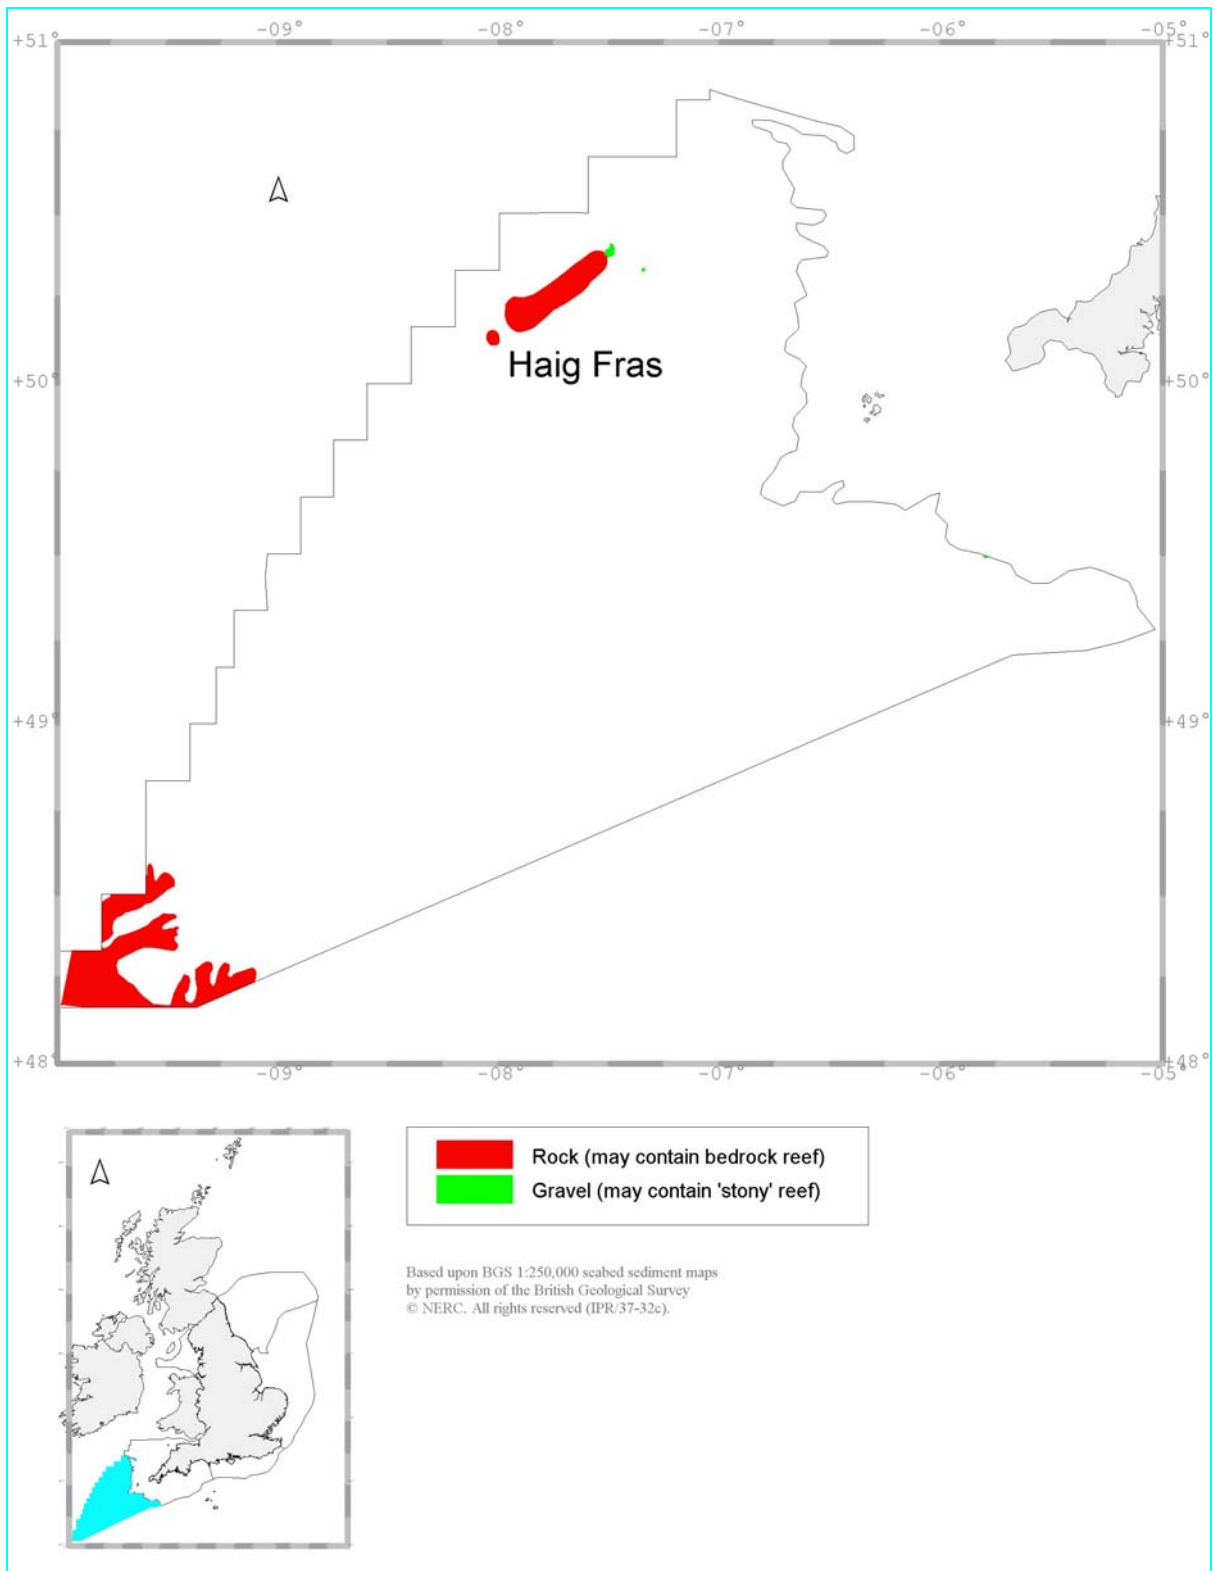 -09° -08° -07° -06° -05°
+51° +51°
Haig Fras
+50° +50°
+49° +49°
+48° +48°
-09° -08° -07° -06° -05°
Rock (may contain bedrock reef)
Gravel (may contain 'stony' reef)
Based upon BGS 1:250,000 seabed sediment maps
by permission of the British Geological Survey
© NERC. All rights reserved (IPR/37-32c).